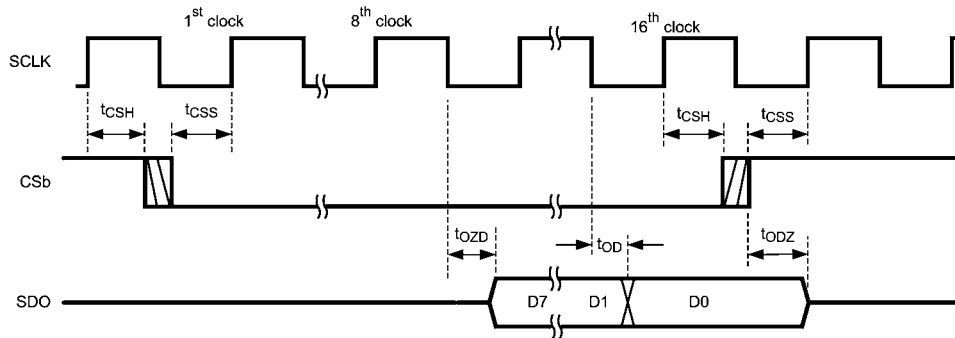 1st clock 8th clock 16th clock
SCLK
tCSH tCSS tCSH tCSS
CSb
tOZD tOD tODZ
SDO D7 D1 D0